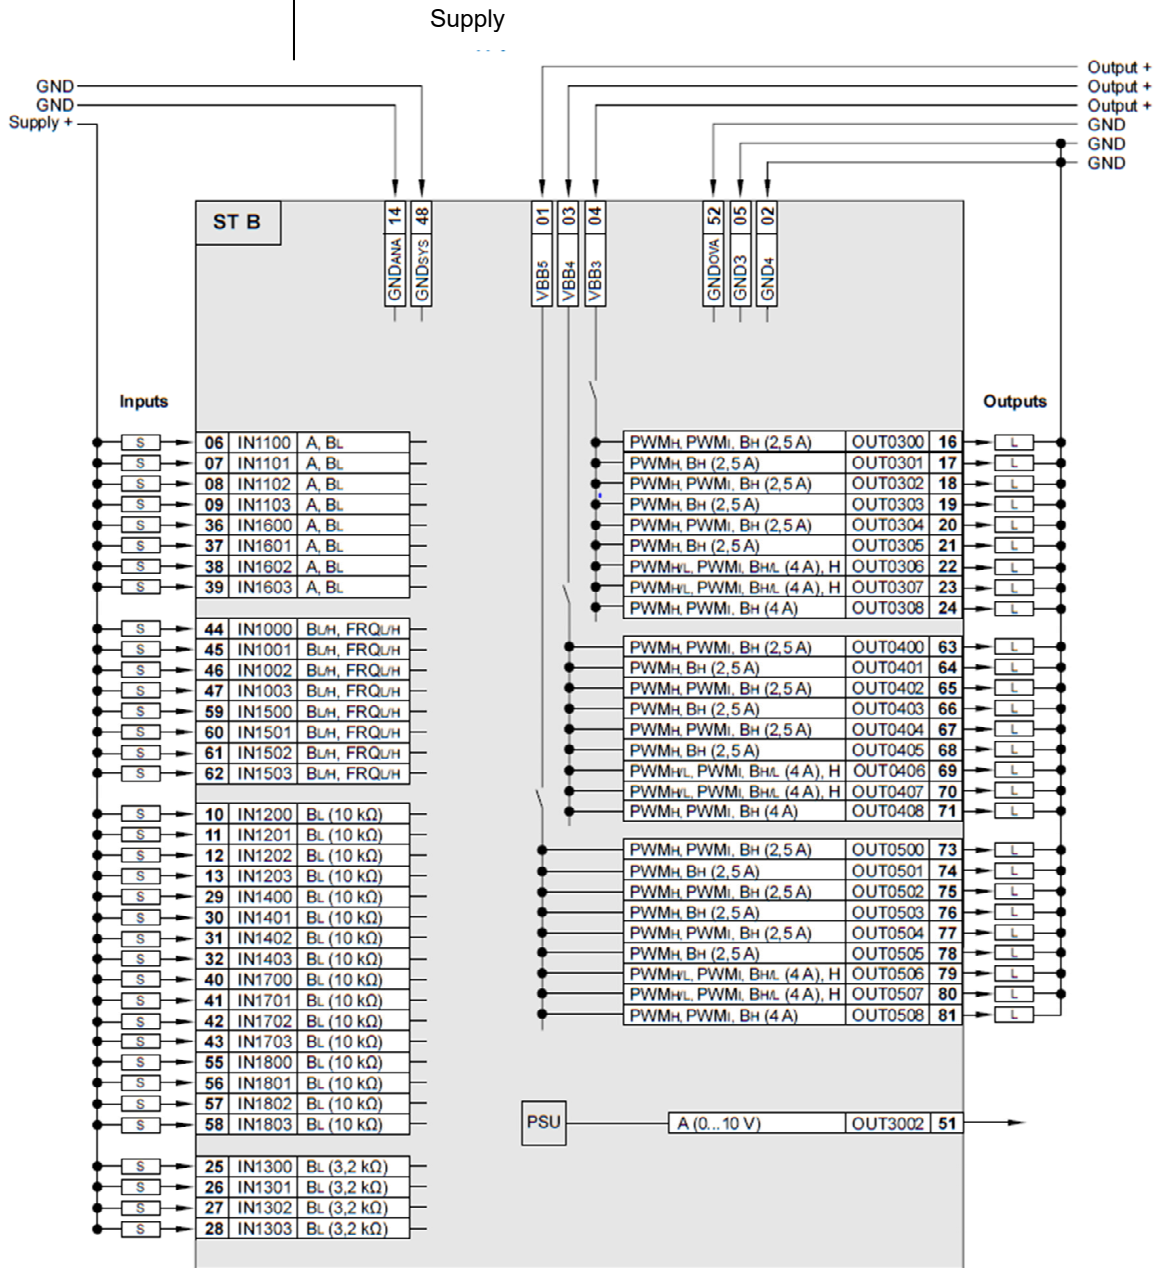 Supply
GND
GND
Supply +
Output +
Output +
Output +
GND
GND
GND
ST B
14 GNDANA
48 GNDSYS
01 VBB5
03 VBB4
04 VBB3
52 GNDOVA
05 GND3
02 GND4
Inputs
S 06 IN1100 A, BL
S 07 IN1101 A, BL
S 08 IN1102 A, BL
S 09 IN1103 A, BL
S 36 IN1600 A, BL
S 37 IN1601 A, BL
S 38 IN1602 A, BL
S 39 IN1603 A, BL
S 44 IN1000 BL/H, FRQL/H
S 45 IN1001 BL/H, FRQL/H
S 46 IN1002 BL/H, FRQL/H
S 47 IN1003 BL/H, FRQL/H
S 59 IN1500 BL/H, FRQL/H
S 60 IN1501 BL/H, FRQL/H
S 61 IN1502 BL/H, FRQL/H
S 62 IN1503 BL/H, FRQL/H
S 10 IN1200 BL (10 kΩ)
S 11 IN1201 BL (10 kΩ)
S 12 IN1202 BL (10 kΩ)
S 13 IN1203 BL (10 kΩ)
S 29 IN1400 BL (10 kΩ)
S 30 IN1401 BL (10 kΩ)
S 31 IN1402 BL (10 kΩ)
S 32 IN1403 BL (10 kΩ)
S 40 IN1700 BL (10 kΩ)
S 41 IN1701 BL (10 kΩ)
S 42 IN1702 BL (10 kΩ)
S 43 IN1703 BL (10 kΩ)
S 55 IN1800 BL (10 kΩ)
S 56 IN1801 BL (10 kΩ)
S 57 IN1802 BL (10 kΩ)
S 58 IN1803 BL (10 kΩ)
S 25 IN1300 BL (3,2 kΩ)
S 26 IN1301 BL (3,2 kΩ)
S 27 IN1302 BL (3,2 kΩ)
S 28 IN1303 BL (3,2 kΩ)
Outputs
PWMH, PWMI, BH (2,5 A) OUT0300 16 L
PWMH, BH (2,5 A) OUT0301 17 L
PWMH, PWMI, BH (2,5 A) OUT0302 18 L
PWMH, BH (2,5 A) OUT0303 19 L
PWMH, PWMI, BH (2,5 A) OUT0304 20 L
PWMH, BH (2,5 A) OUT0305 21 L
PWMH/L, PWMI, BH/L (4 A), H OUT0306 22 L
PWMH/L, PWMI, BH/L (4 A), H OUT0307 23 L
PWMH, PWMI, BH (4 A) OUT0308 24 L
PWMH, PWMI, BH (2,5 A) OUT0400 63 L
PWMH, BH (2,5 A) OUT0401 64 L
PWMH, PWMI, BH (2,5 A) OUT0402 65 L
PWMH, BH (2,5 A) OUT0403 66 L
PWMH, PWMI, BH (2,5 A) OUT0404 67 L
PWMH, BH (2,5 A) OUT0405 68 L
PWMH/L, PWMI, BH/L (4 A), H OUT0406 69 L
PWMH/L, PWMI, BH/L (4 A), H OUT0407 70 L
PWMH, PWMI, BH (4 A) OUT0408 71 L
PWMH, PWMI, BH (2,5 A) OUT0500 73 L
PWMH, BH (2,5 A) OUT0501 74 L
PWMH, PWMI, BH (2,5 A) OUT0502 75 L
PWMH, BH (2,5 A) OUT0503 76 L
PWMH, PWMI, BH (2,5 A) OUT0504 77 L
PWMH, BH (2,5 A) OUT0505 78 L
PWMH/L, PWMI, BH/L (4 A), H OUT0506 79 L
PWMH/L, PWMI, BH/L (4 A), H OUT0507 80 L
PWMH, PWMI, BH (4 A) OUT0508 81 L
PSU A (0...10 V) OUT3002 51